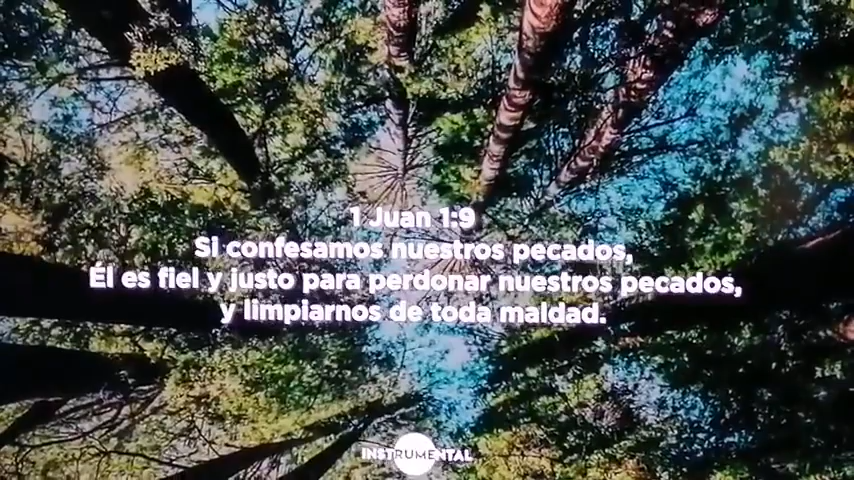 1 Juan 1:9
Si confesamos nuestros pecados,
Él es fiel y justo para perdonar nuestros pecados,
y limpiarnos de toda maldad.
INSTRUMENTAL